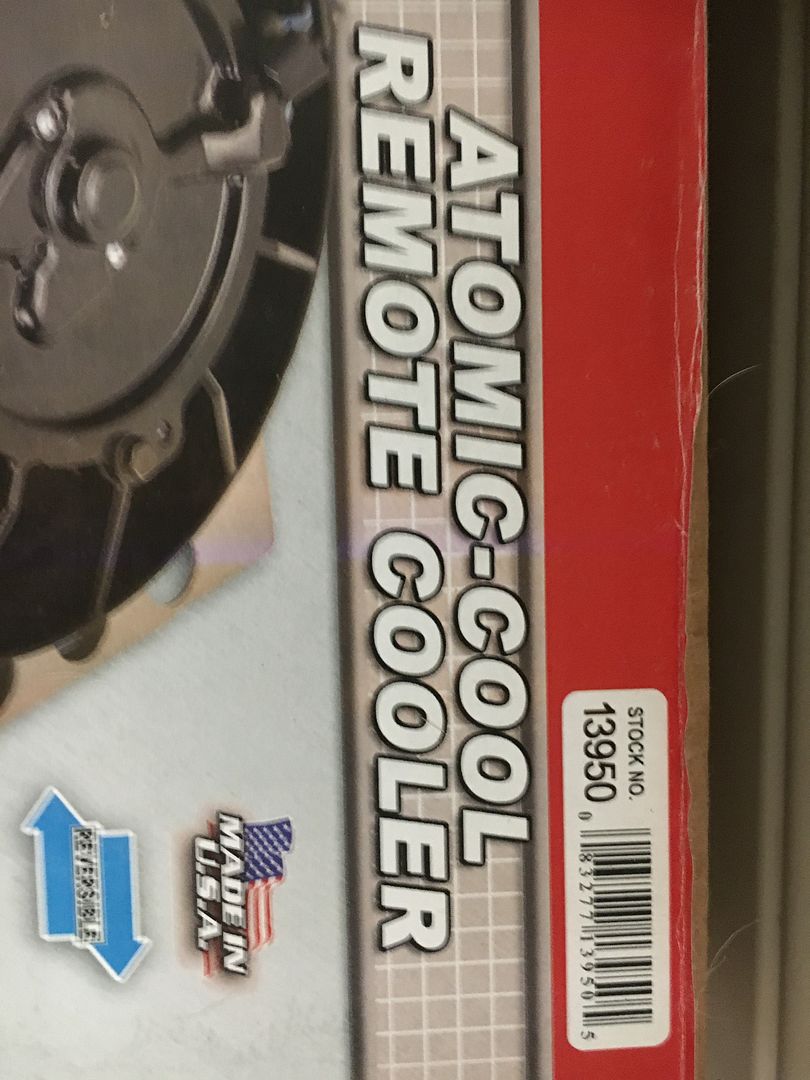 STOCK NO.
13950
0 83277 13950 5
ATOMIC-COOL
REMOTE COOLER
MADE IN
U.S.A.
REVERSIBLE